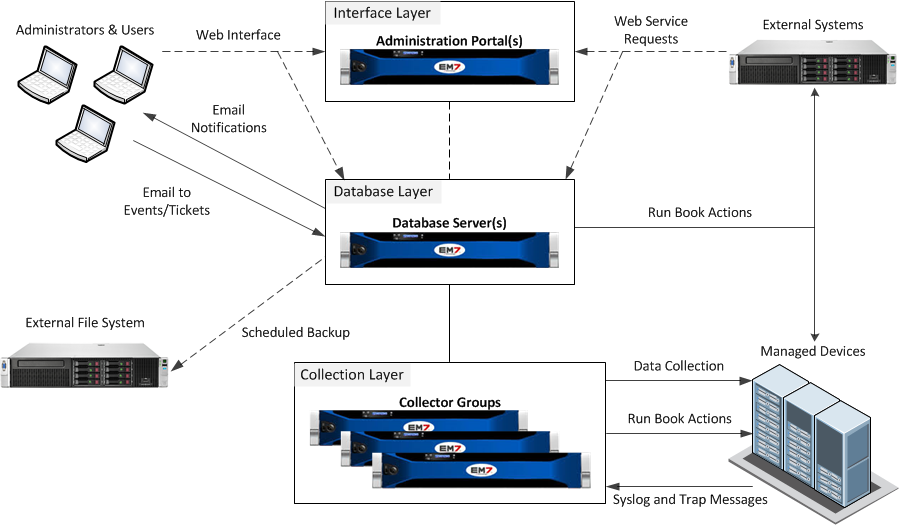 Interface Layer
Administrators & Users
Web Interface
Administration Portal(s)
EM7
Web Service
Requests
External Systems
Email
Notifications
Email to
Events/Tickets
Database Layer
Database Server(s)
EM7
Run Book Actions
External File System
Scheduled Backup
Collection Layer
Collector Groups
EM7
EM7
EM7
Managed Devices
Data Collection
Run Book Actions
Syslog and Trap Messages